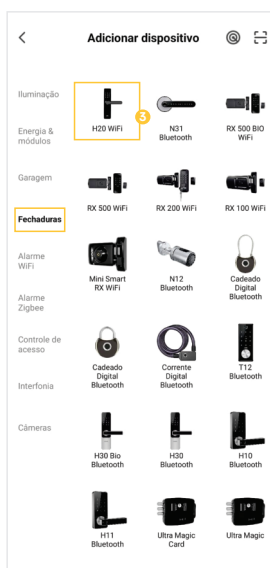 Adicionar dispositivo
Iluminação
Energia &
módulos
Garagem
Fechaduras
Alarme
WiFi
Alarme
Zigbee
Controle de
acesso
Interfonia
Câmeras
H20 WiFi
3
N31
Bluetooth
RX 500 BIO
WiFi
RX 500 WiFi
RX 200 WiFi
RX 100 WiFi
Mini Smart
RX WiFi
N12
Bluetooth
Cadeado
Digital
Bluetooth
Cadeado
Digital
Bluetooth
Corrente
Digital
Bluetooth
T12
Bluetooth
H30 Bio
Bluetooth
H30
Bluetooth
H10
Bluetooth
H11
Bluetooth
Ultra Magic
Card
Ultra Magic